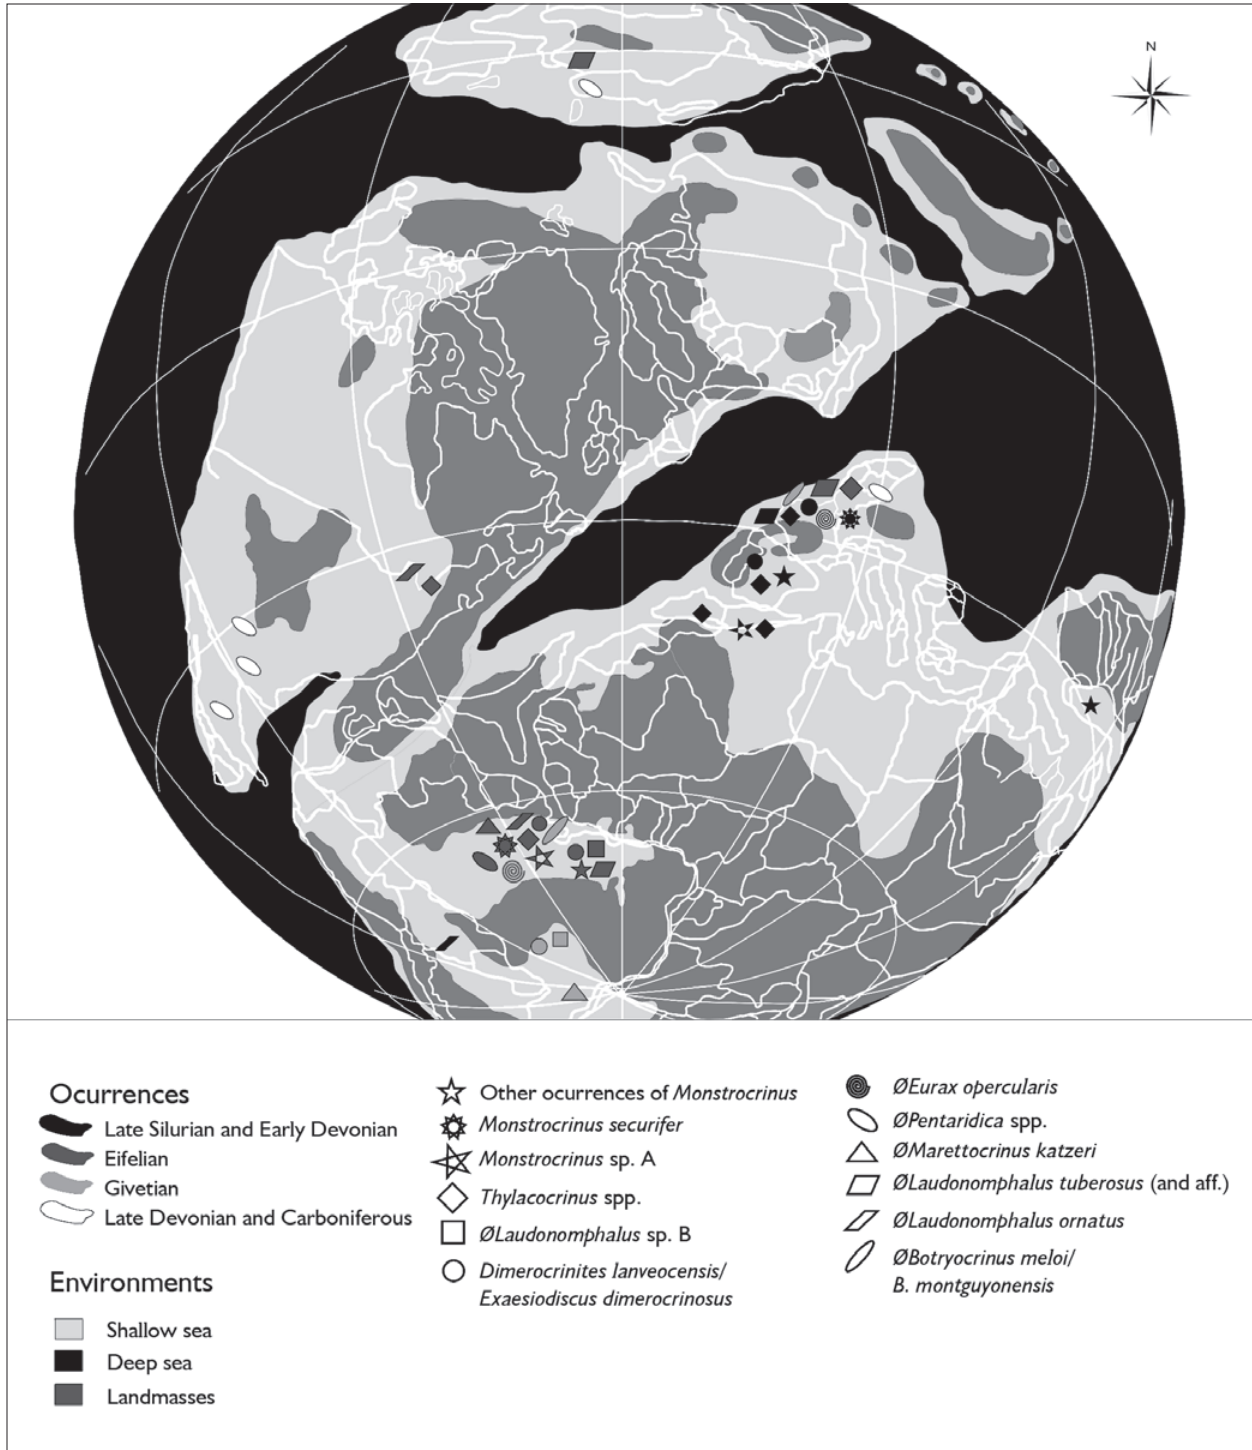 N
Ocurrences
Late Silurian and Early Devonian
Eifelian
Givetian
Late Devonian and Carboniferous
Environments
Shallow sea
Deep sea
Landmasses
Other ocurrences of Monstrocrinus
Monstrocrinus securifer
Monstrocrinus sp. A
Thylacocrinus spp.
ØLaudonomphalus sp. B
Dimerocrinites lanveocensis/
Exaesiodiscus dimerocrinosus
ØEurax opercularis
ØPentaridica spp.
ØMarettocrinus katzeri
ØLaudonomphalus tuberosus (and aff.)
ØLaudonomphalus ornatus
ØBotryocrinus meloi/
B. montguyonensis